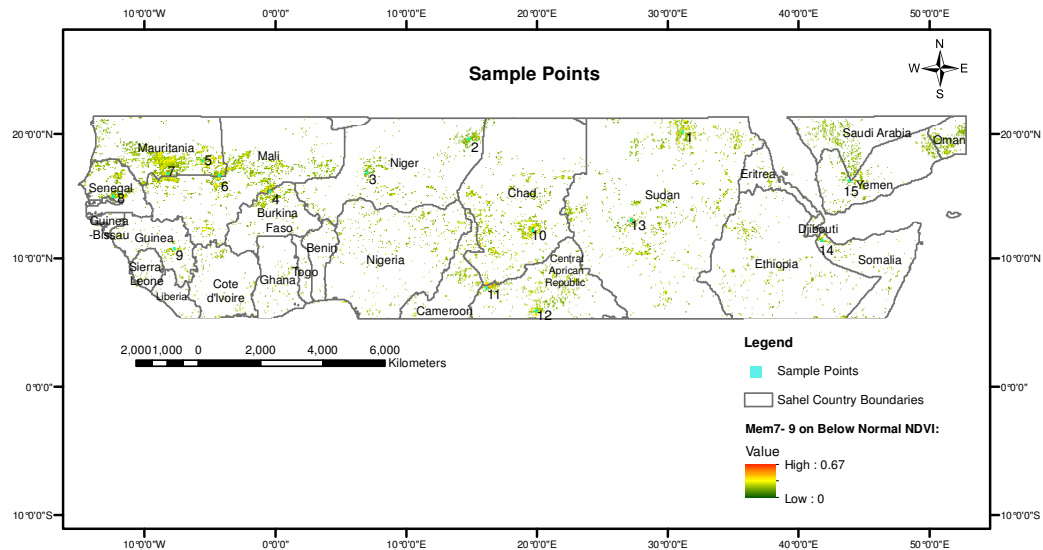 10°0'0"W 0°0'0"E 10°0'0"E 20°0'0"E 30°0'0"E 40°0'0"E 50°0'0"E
Sample Points
N
W E
S
20°0'0"N 20°0'0"N
Mauritania 5 Mali 2 1 Saudi Arabia Oman
7 6 Niger
3
Senegal Chad Sudan Eritrea Yemen
8 4 15
Guinea
-Bissau
Burkina
Faso
Guinea 9 Benin 10 13 Djibouti
14
10°0'0"N 10°0'0"N
Sierra
Leone
Liberia
Cote
d'Ivoire
Ghana Togo Nigeria
Central
Aprican
Republic
Ethiopia Somalia
11
Cameroon 12
2,0001,000 0 2,000 4,000 6,000
Kilometers
Legend
Sample Points
0°0'0" 0°0'0"
Sahel Country Boundaries
Mem7- 9 on Below Normal NDVI:
Value
High : 0.67
Low : 0
10°0'0"S 10°0'0"S
10°0'0"W 0°0'0"E 10°0'0"E 20°0'0"E 30°0'0"E 40°0'0"E 50°0'0"E